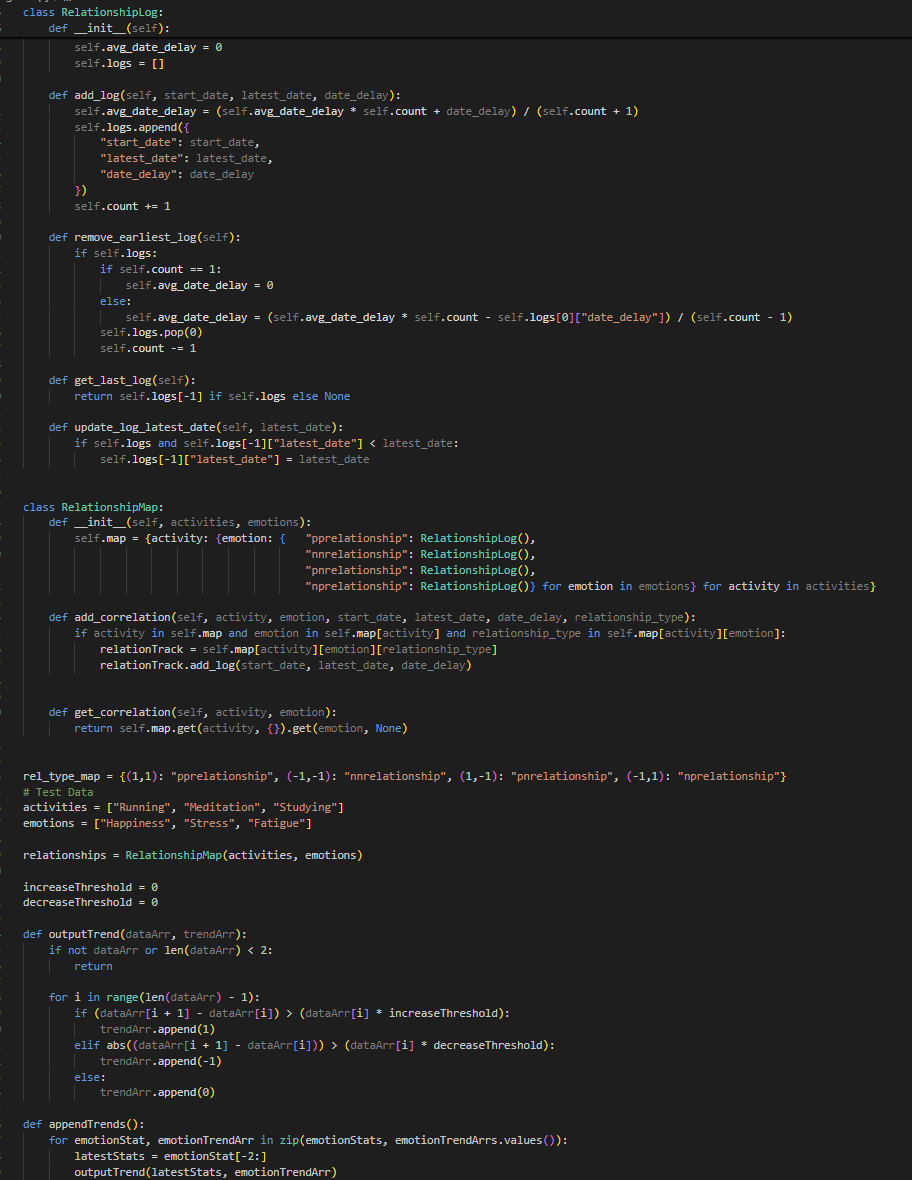 class RelationshipLog:
    def __init__(self):
        self.avg_date_delay = 0
        self.logs = []

    def add_log(self, start_date, latest_date, date_delay):
        self.avg_date_delay = (self.avg_date_delay * self.count + date_delay) / (self.count + 1)
        self.logs.append({
            "start_date": start_date,
            "latest_date": latest_date,
            "date_delay": date_delay
        })
        self.count += 1

    def remove_earliest_log(self):
        if self.logs:
            if self.count == 1:
                self.avg_date_delay = 0
            else:
                self.avg_date_delay = (self.avg_date_delay * self.count - self.logs[0]["date_delay"]) / (self.count - 1)
            self.logs.pop(0)
            self.count -= 1

    def get_last_log(self):
        return self.logs[-1] if self.logs else None

    def update_log_latest_date(self, latest_date):
        if self.logs and self.logs[-1]["latest_date"] < latest_date:
            self.logs[-1]["latest_date"] = latest_date


class RelationshipMap:
    def __init__(self, activities, emotions):
        self.map = {activity: {emotion: {   "pprelationship": RelationshipLog(),
                                            "nnrelationship": RelationshipLog(),
                                            "pnrelationship": RelationshipLog(),
                                            "nprelationship": RelationshipLog()} for emotion in emotions} for activity in activities}

    def add_correlation(self, activity, emotion, start_date, latest_date, date_delay, relationship_type):
        if activity in self.map and emotion in self.map[activity] and relationship_type in self.map[activity][emotion]:
            relationTrack = self.map[activity][emotion][relationship_type]
            relationTrack.add_log(start_date, latest_date, date_delay)


    def get_correlation(self, activity, emotion):
        return self.map.get(activity, {}).get(emotion, None)


rel_type_map = {(1,1): "pprelationship", (-1,-1): "nnrelationship", (1,-1): "pnrelationship", (-1,1): "nprelationship"}
# Test Data
activities = ["Running", "Meditation", "Studying"]
emotions = ["Happiness", "Stress", "Fatigue"]

relationships = RelationshipMap(activities, emotions)

increaseThreshold = 0
decreaseThreshold = 0

def outputTrend(dataArr, trendArr):
    if not dataArr or len(dataArr) < 2:
        return

    for i in range(len(dataArr) - 1):
        if (dataArr[i + 1] - dataArr[i]) > (dataArr[i] * increaseThreshold):
            trendArr.append(1)
        elif abs((dataArr[i + 1] - dataArr[i])) > (dataArr[i] * decreaseThreshold):
            trendArr.append(-1)
        else:
            trendArr.append(0)

def appendTrends():
    for emotionStat, emotionTrendArr in zip(emotionStats, emotionTrendArrs.values()):
        latestStats = emotionStat[-2:]
        outputTrend(latestStats, emotionTrendArr)